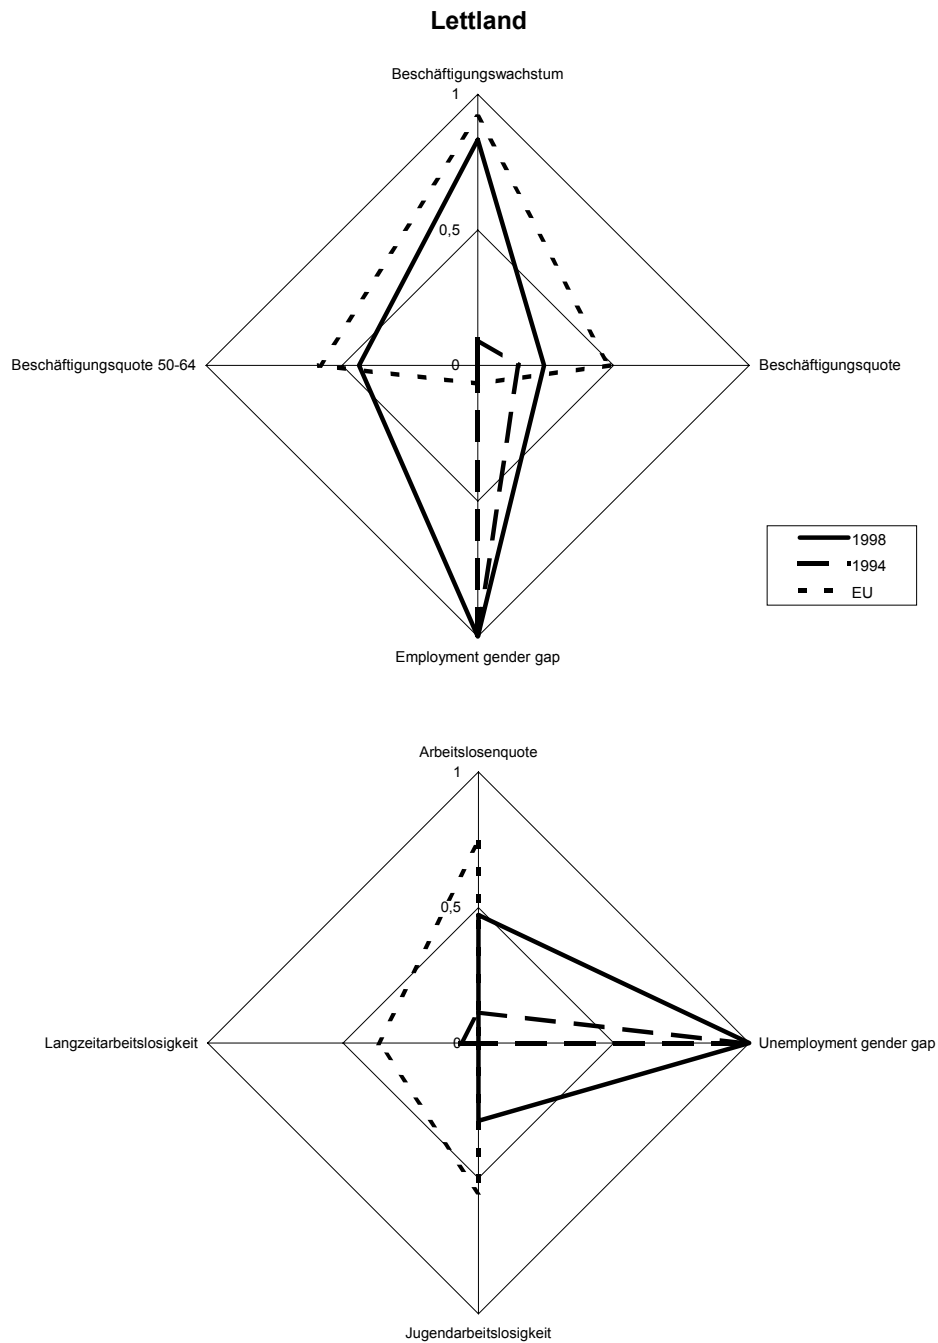 Lettland
Beschäftigungswachstum
1
0,5
Beschäftigungsquote 50-64
0
Beschäftigungsquote
1998
1994
EU
Employment gender gap
Arbeitslosenquote
1
0,5
Langzeitarbeitslosigkeit
0
Unemployment gender gap
Jugendarbeitslosigkeit